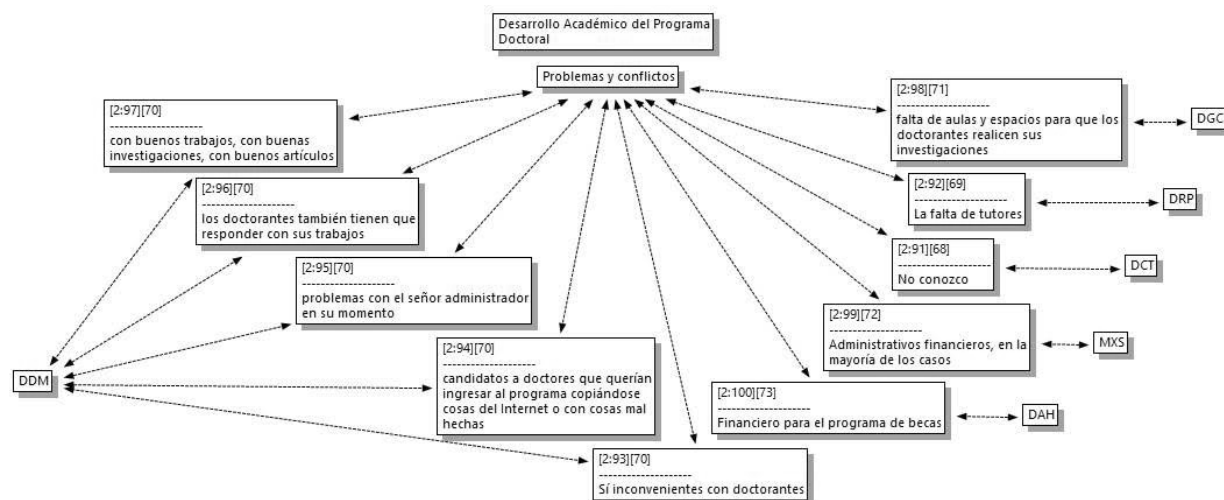 Desarrollo Académico del Programa
Doctoral
Problemas y conflictos
[2:97][70]
--------------------
con buenos trabajos, con buenas
investigaciones, con buenos artículos
[2:96][70]
--------------------
los doctorantes también tienen que
responder con sus trabajos
[2:95][70]
--------------------
problemas con el señor administrador
en su momento
[2:94][70]
--------------------
candidatos a doctores que querían
ingresar al programa copiándose
cosas del Internet o con cosas mal
hechas
[2:93][70]
--------------------
Sí inconvenientes con doctorantes
DDM
[2:98][71]
--------------------
falta de aulas y espacios para que los
doctorantes realicen sus
investigaciones
DGC
[2:92][69]
--------------------
La falta de tutores
DRP
[2:91][68]
--------------------
No conozco
DCT
[2:99][72]
--------------------
Administrativos financieros, en la
mayoría de los casos
MXS
[2:100][73]
--------------------
Financiero para el programa de becas
DAH